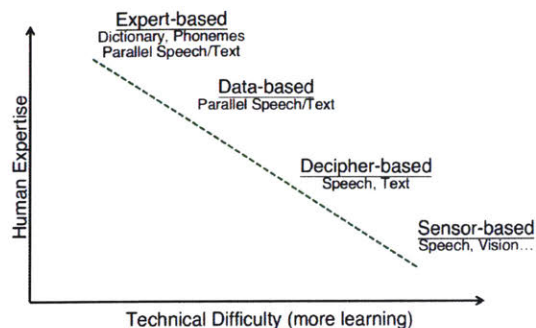 Expert-based
Dictionary, Phonemes
Parallel Speech/Text
Data-based
Parallel Speech/Text
Decipher-based
Speech, Text
Sensor-based
Speech, Vision...
Human Expertise
Technical Difficulty (more learning)